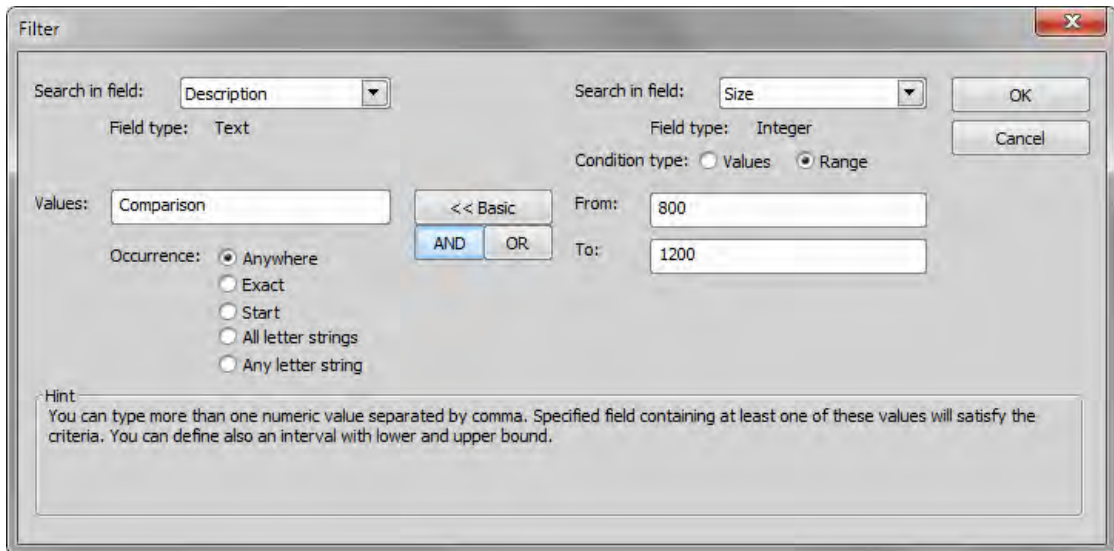 Filter
Search in field: Description
Field type: Text
Values: Comparison
Occurrence: Anywhere
Exact
Start
All letter strings
Any letter string
<< Basic
AND OR
Search in field: Size
Field type: Integer
Condition type: Values Range
From: 800
To: 1200
OK
Cancel
Hint
You can type more than one numeric value separated by comma. Specified field containing at least one of these values will satisfy the
criteria. You can define also an interval with lower and upper bound.